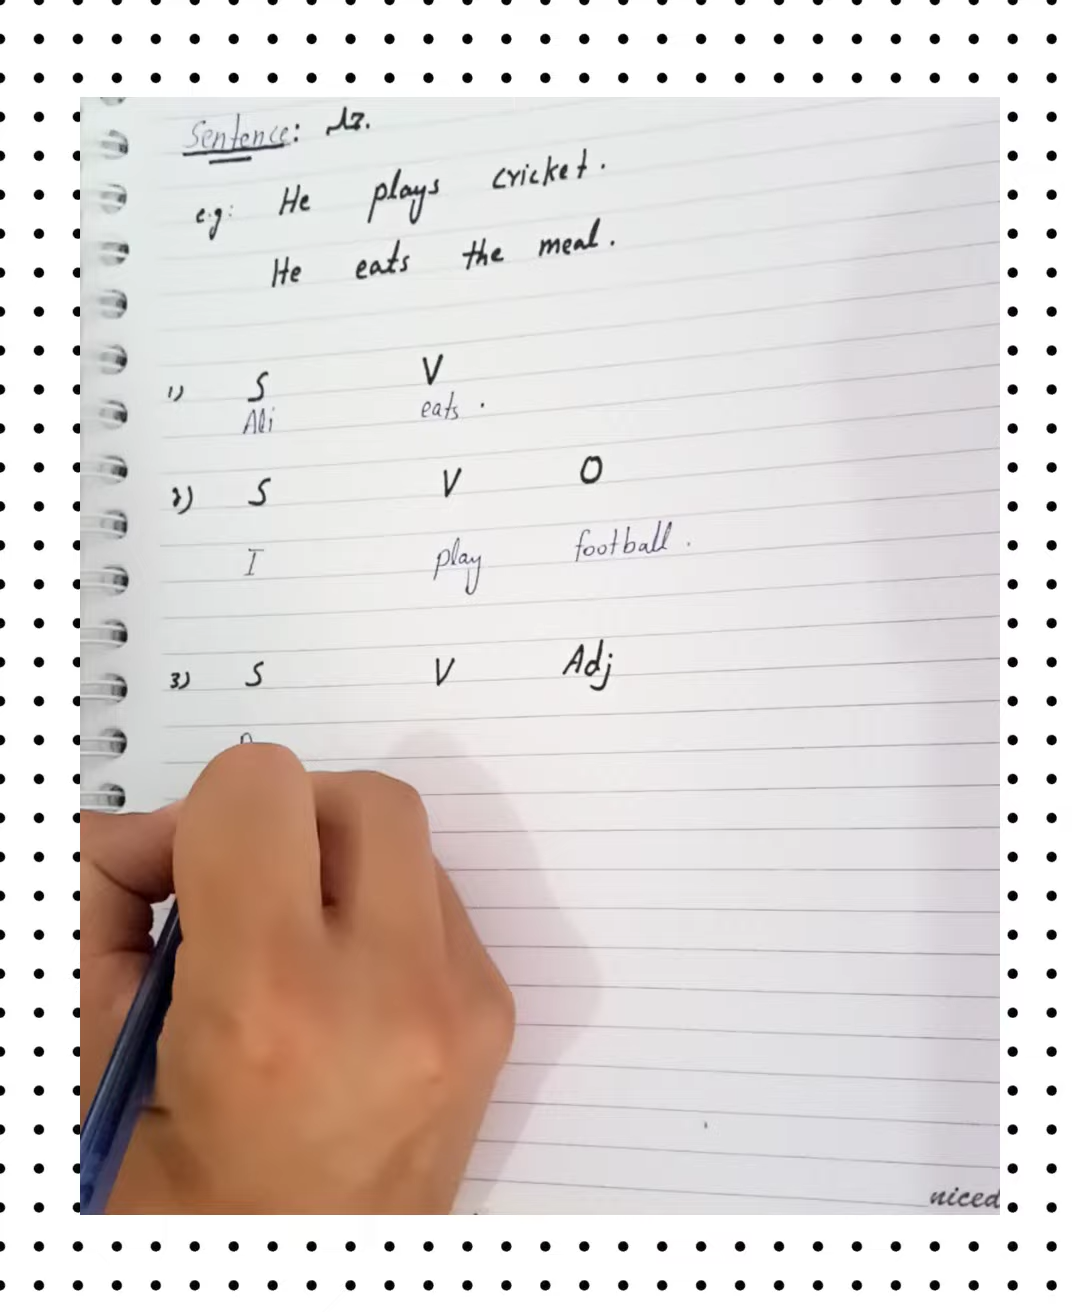 Sentence: جملہ.
e.g: He plays cricket.
He eats the meal.
1) S V
Ali eats.
2) S V O
I play football.
3) S V Adj
niced